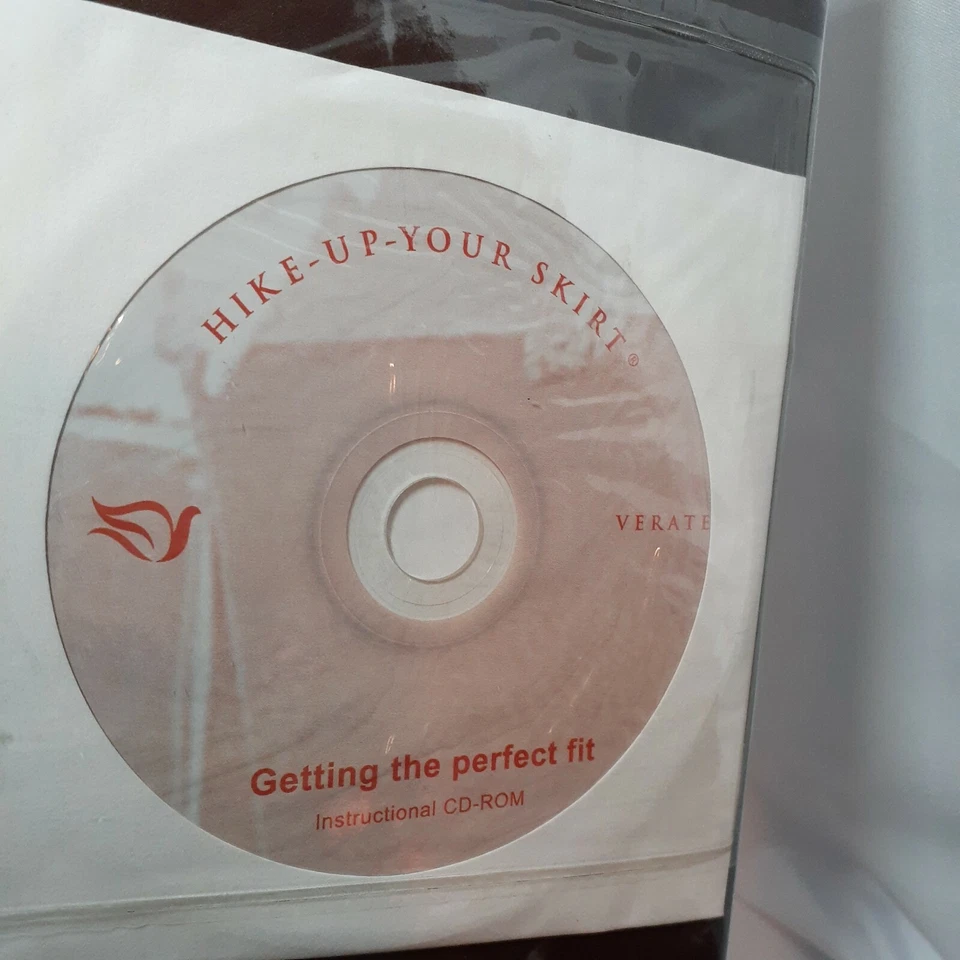 HIKE-UP-YOUR SKIRT®
VERATE
Getting the perfect fit
Instructional CD-ROM